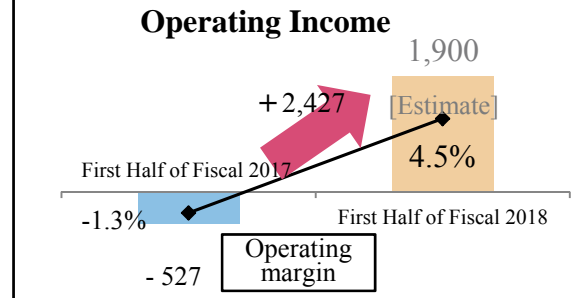 Operating Income
1,900
+2,427
[Estimate]
4.5%
First Half of Fiscal 2017
-1.3%
First Half of Fiscal 2018
Operating
margin
- 527